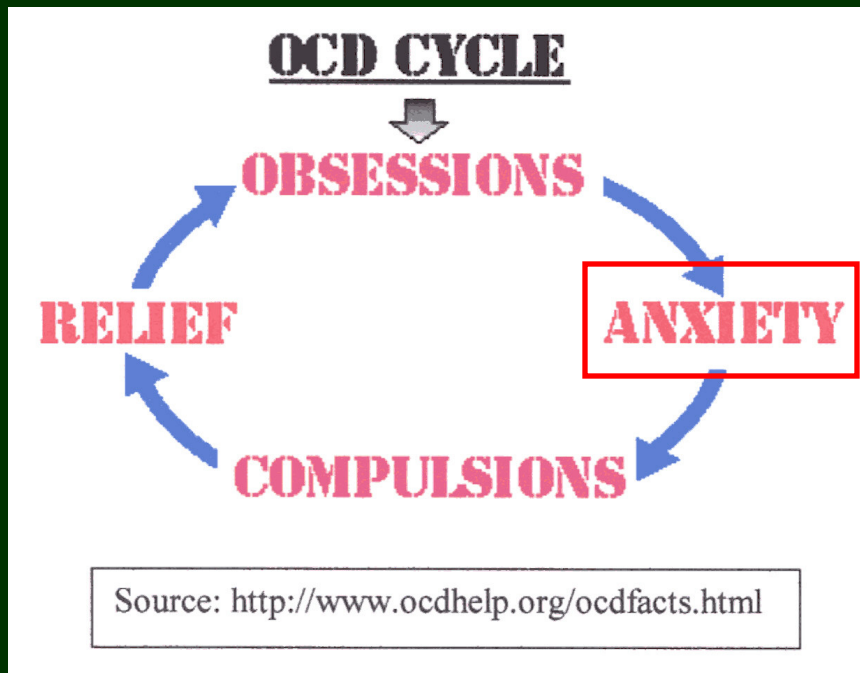 OCD CYCLE
OBSESSIONS
RELIEF
ANXIETY
COMPULSIONS
Source: http://www.ocdhelp.org/ocdfacts.html